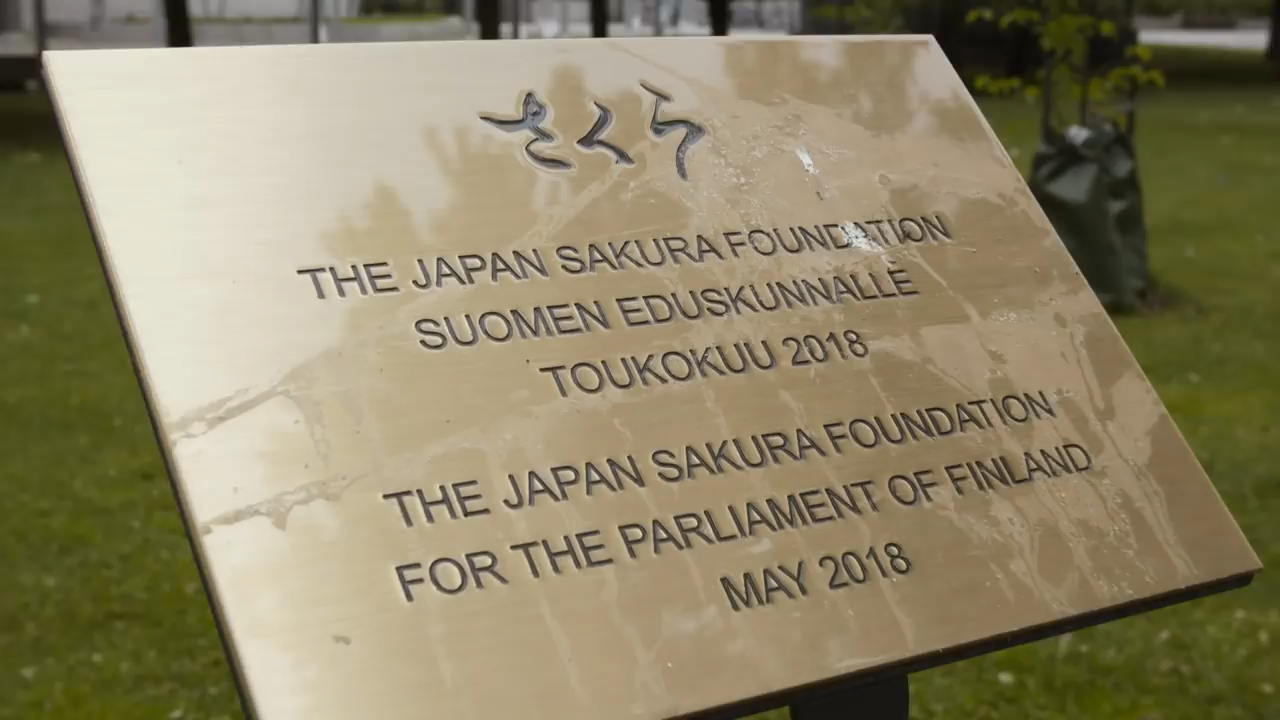 さくら
THE JAPAN SAKURA FOUNDATION
SUOMEN EDUSKUNNALLE
TOUKOKUU 2018
THE JAPAN SAKURA FOUNDATION
FOR THE PARLIAMENT OF FINLAND
MAY 2018